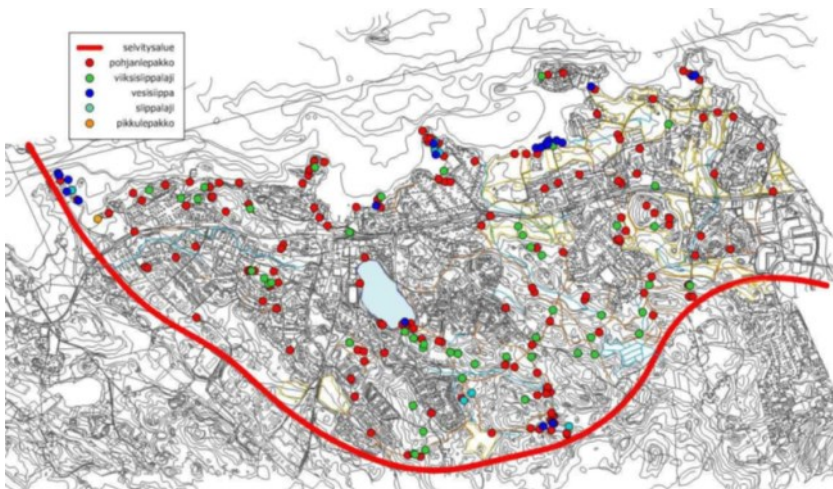 selvitysalue
pohjanlepakko
viiksisiippalaji
vesisiippa
siippalaji
pikkulepakko